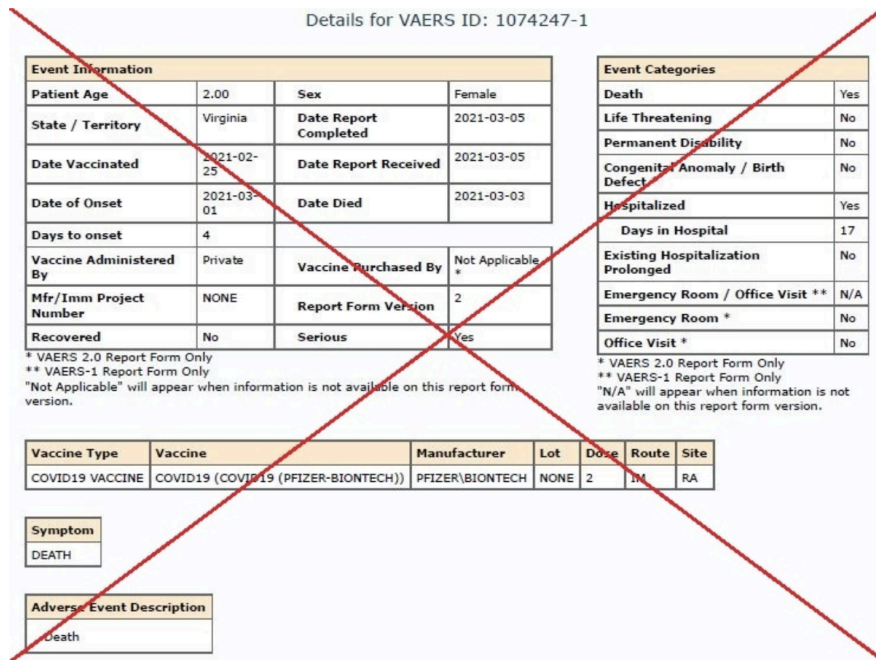 Details for VAERS ID: 1074247-1
Event Information
Patient Age 2.00 Sex Female
State / Territory Virginia Date Report Completed 2021-03-05
Date Vaccinated 2021-02-25 Date Report Received 2021-03-05
Date of Onset 2021-03-01 Date Died 2021-03-03
Days to onset 4
Vaccine Administered By Private Vaccine Purchased By Not Applicable *
Mfr/Imm Project Number NONE Report Form Version 2
Recovered No Serious Yes
* VAERS 2.0 Report Form Only
** VAERS-1 Report Form Only
"Not Applicable" will appear when information is not available on this report form
version.
Event Categories
Death Yes
Life Threatening No
Permanent Disability No
Congenital Anomaly / Birth Defect * No
Hospitalized Yes
Days in Hospital 17
Existing Hospitalization Prolonged No
Emergency Room / Office Visit ** N/A
Emergency Room * No
Office Visit * No
* VAERS 2.0 Report Form Only
** VAERS-1 Report Form Only
"N/A" will appear when information is not
available on this report form version.
Vaccine Type Vaccine Manufacturer Lot Dose Route Site
COVID19 VACCINE COVID19 (COVID19 (PFIZER-BIONTECH)) PFIZER\BIONTECH NONE 2 IM RA
Symptom
DEATH
Adverse Event Description
Death